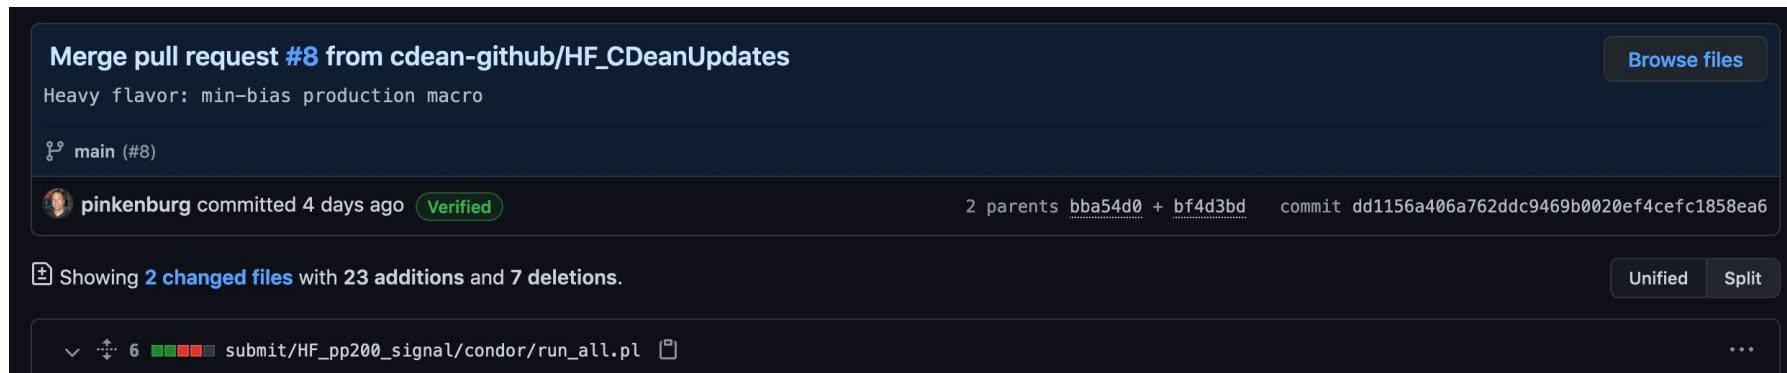 Merge pull request #8 from cdean-github/HF_CDeanUpdates
Browse files
Heavy flavor: min-bias production macro
main (#8)
pinkenburg committed 4 days ago Verified
2 parents bba54d0 + bf4d3bd commit dd1156a406a762ddc9469b0020ef4cefc1858ea6
Showing 2 changed files with 23 additions and 7 deletions.
Unified Split
6 submit/HF_pp200_signal/condor/run_all.pl